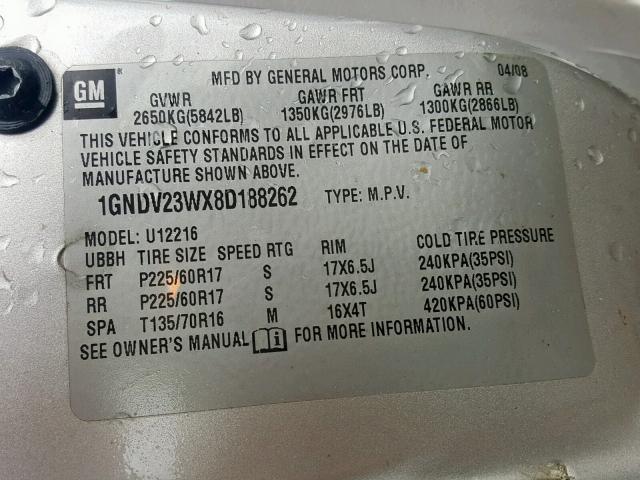 GM
MFD BY GENERAL MOTORS CORP. 04/08
GVWR GAWR FRT GAWR RR
2650KG(5842LB) 1350KG(2976LB) 1300KG(2866LB)
THIS VEHICLE CONFORMS TO ALL APPLICABLE U.S. FEDERAL MOTOR
VEHICLE SAFETY STANDARDS IN EFFECT ON THE DATE OF
MANUFACTURE SHOWN ABOVE.
1GNDV23WX8D188262 TYPE: M.P.V.
MODEL: U12216
UBBH TIRE SIZE SPEED RTG RIM COLD TIRE PRESSURE
FRT P225/60R17 S 17X6.5J 240KPA(35PSI)
RR P225/60R17 S 17X6.5J 240KPA(35PSI)
SPA T135/70R16 M 16X4T 420KPA(60PSI)
SEE OWNER'S MANUAL FOR MORE INFORMATION.